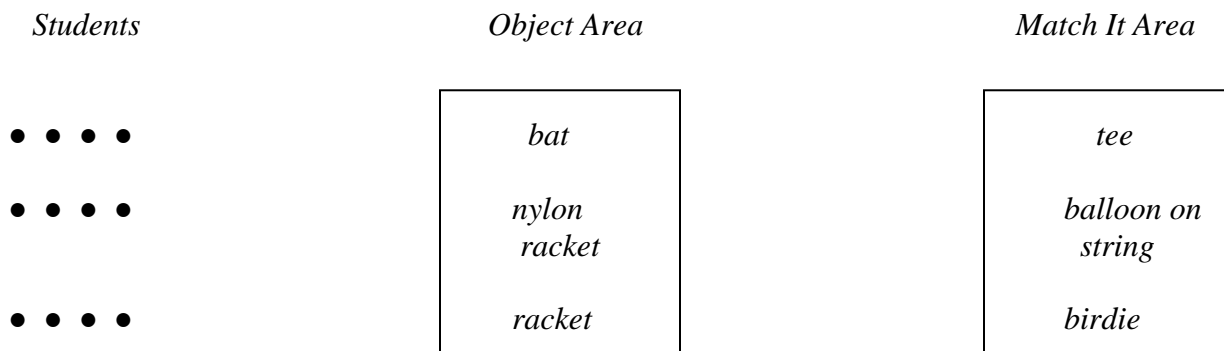 Students Object Area Match It Area
• • • • bat tee
• • • • nylon balloon on
racket string
• • • • racket birdie